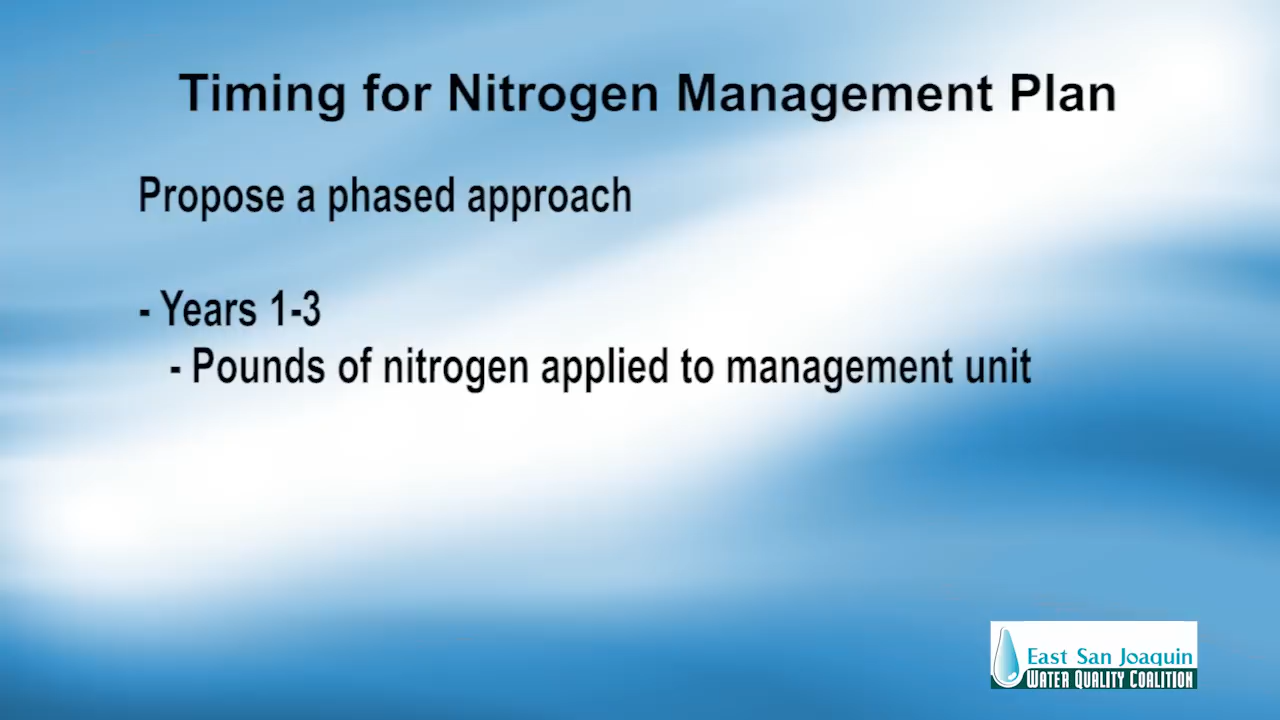 Timing for Nitrogen Management Plan
Propose a phased approach
- Years 1-3
- Pounds of nitrogen applied to management unit
East San Joaquin
WATER QUALITY COALITION